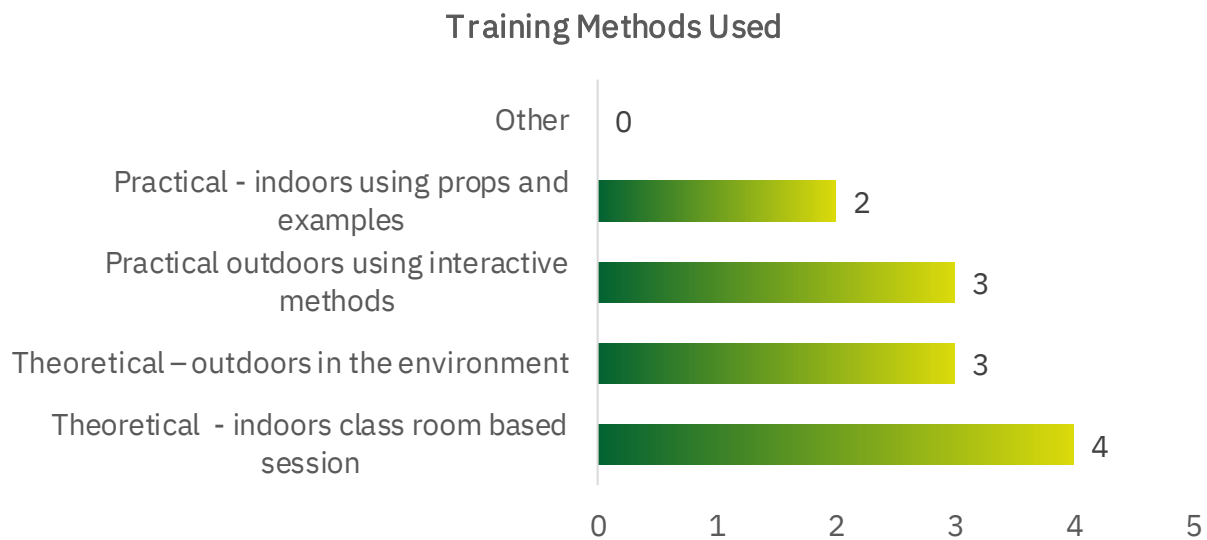 Training Methods Used
Other
0
Practical - indoors using props and
examples
2
Practical outdoors using interactive
methods
3
Theoretical – outdoors in the environment
3
Theoretical  - indoors class room based
session
4
0 1 2 3 4 5